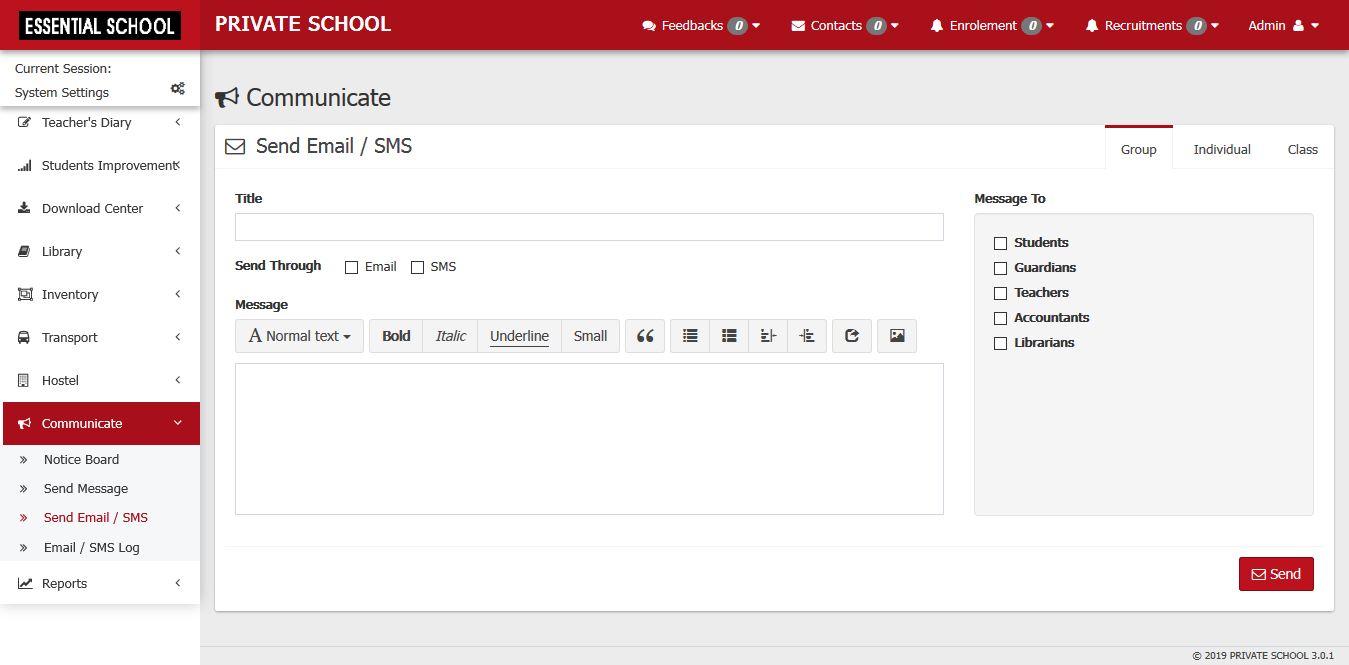 ESSENTIAL SCHOOL
PRIVATE SCHOOL
Feedbacks 0
Contacts 0
Enrolement 0
Recruitments 0
Admin
Current Session:
System Settings
Teacher's Diary
Students Improvement
Download Center
Library
Inventory
Transport
Hostel
Communicate
Notice Board
Send Message
Send Email / SMS
Email / SMS Log
Reports
Communicate
Send Email / SMS
Group
Individual
Class
Title
Send Through
Email
SMS
Message
A Normal text
Bold
Italic
Underline
Small
Message To
Students
Guardians
Teachers
Accountants
Librarians
Send
© 2019 PRIVATE SCHOOL 3.0.1